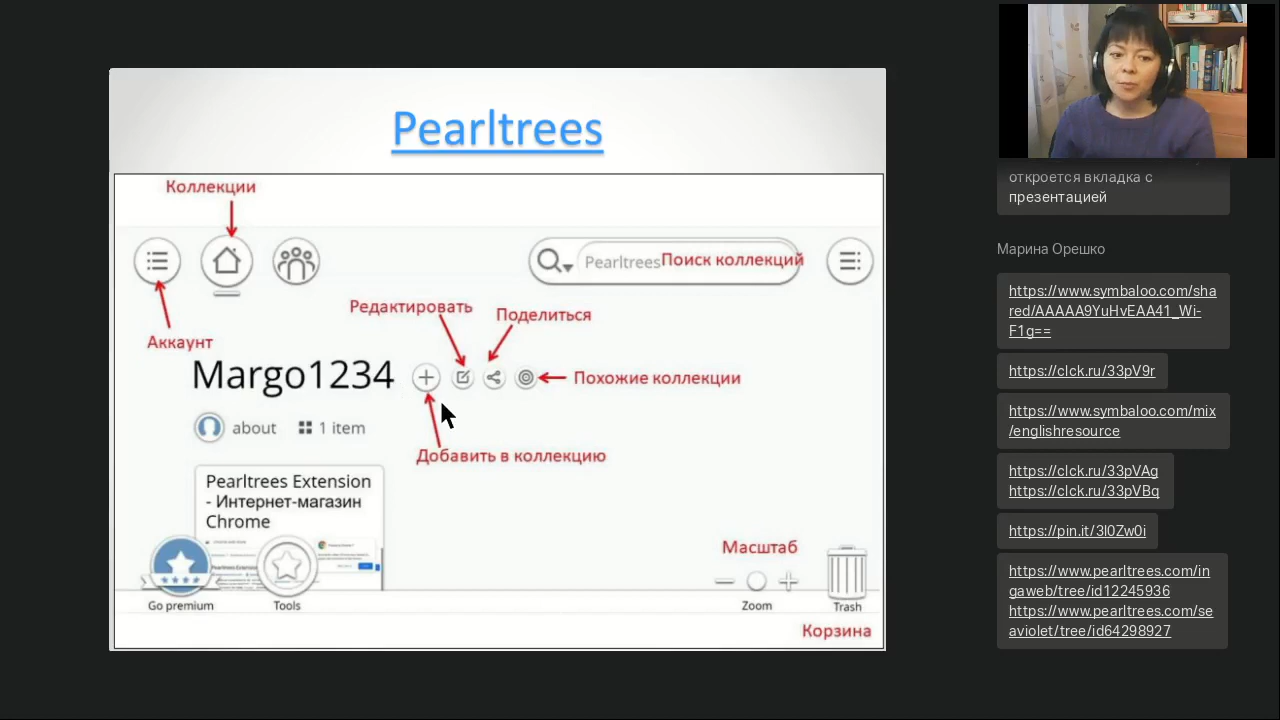 Pearltrees
Коллекции
Pearltrees Поиск коллекций
Редактировать
Поделиться
Аккаунт
Margo1234
Похожие коллекции
about 1 item
Добавить в коллекцию
Pearltrees Extension
- Интернет-магазин
Chrome
Масштаб
Go premium
Tools
Zoom
Trash
Корзина
откроется вкладка с
презентацией
Марина Орешко
https://www.symbaloo.com/sha
red/AAAAA9YuHvEAA41_Wi-
F1g==
https://clck.ru/33pV9r
https://www.symbaloo.com/mix
/englishresource
https://clck.ru/33pVAg
https://clck.ru/33pVBq
https://pin.it/3l0Zw0i
https://www.pearltrees.com/in
gaweb/tree/id12245936
https://www.pearltrees.com/se
aviolet/tree/id64298927